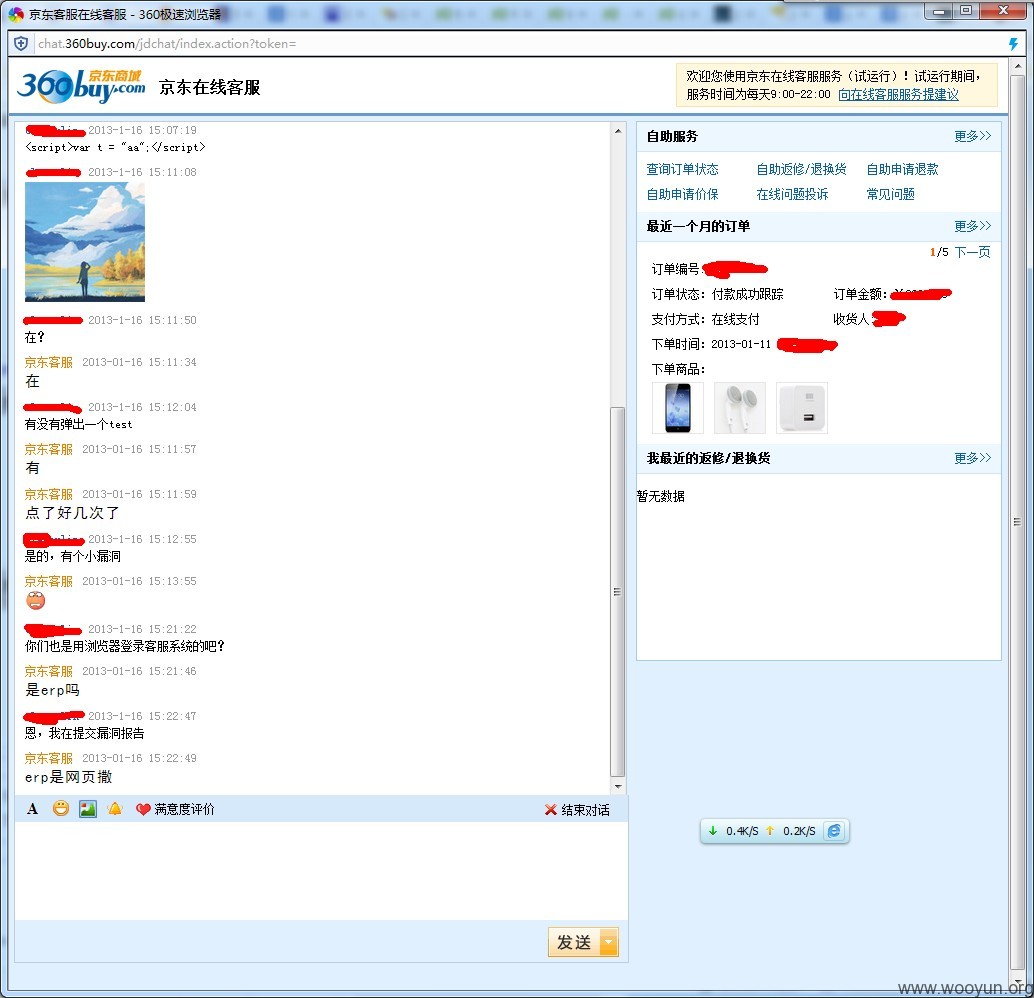 京东客服在线客服 - 360极速浏览器
chat.360buy.com/jdchat/index.action?token=
360buy.com 京东商城
京东在线客服
欢迎您使用京东在线客服服务（试运行）！试运行期间，
服务时间为每天9:00-22:00 向在线客服服务提建议
2013-1-16 15:07:19
<script>var t = "aa";</script>
2013-1-16 15:11:08
2013-1-16 15:11:50
在?
京东客服 2013-01-16 15:11:34
在
2013-1-16 15:12:04
有没有弹出一个test
京东客服 2013-01-16 15:11:57
有
京东客服 2013-01-16 15:11:59
点了好几次了
2013-1-16 15:12:55
是的，有个小漏洞
京东客服 2013-01-16 15:13:55
2013-1-16 15:21:22
你们也是用浏览器登录客服系统的吧?
京东客服 2013-01-16 15:21:46
是erp吗
2013-1-16 15:22:47
恩，我在提交漏洞报告
京东客服 2013-01-16 15:22:49
erp是网页撒
A 满意度评价 结束对话
发送
自助服务 更多>>
查询订单状态 自助返修/退换货 自助申请退款
自助申请价保 在线问题投诉 常见问题
最近一个月的订单 更多>>
1/5 下一页
订单编号:
订单状态: 付款成功跟踪 订单金额:
支付方式: 在线支付 收货人
下单时间: 2013-01-11
下单商品:
我最近的返修/退换货 更多>>
暂无数据
0.4K/S 0.2K/S
www.wooyun.org